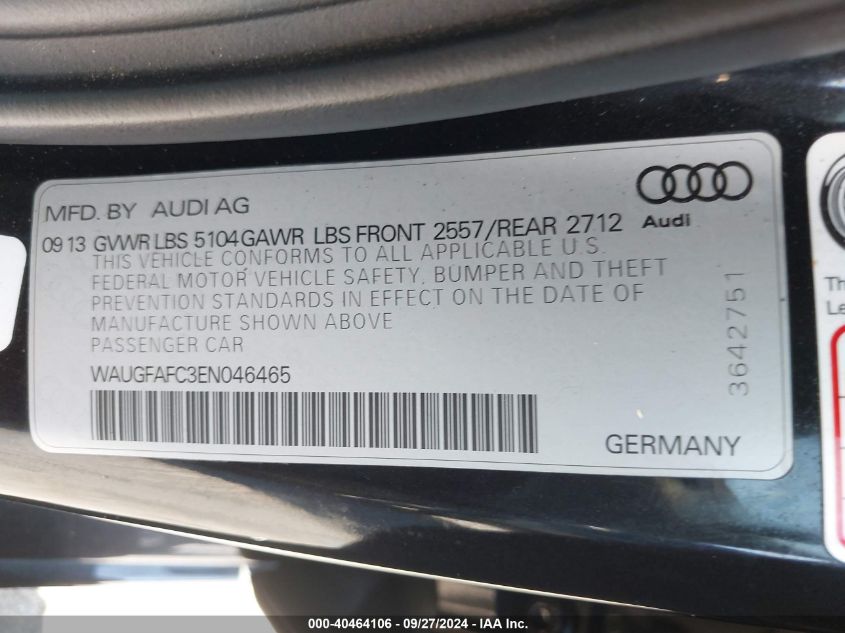 MFD. BY AUDI AG
Audi
09 13 GVWR LBS 5104 GAWR LBS FRONT 2557/REAR 2712
THIS VEHICLE CONFORMS TO ALL APPLICABLE U.S.
FEDERAL MOTOR VEHICLE SAFETY, BUMPER AND THEFT
PREVENTION STANDARDS IN EFFECT ON THE DATE OF
MANUFACTURE SHOWN ABOVE
PASSENGER CAR
WAUGFAFC3EN046465
GERMANY
3642751
Th
Le
000-40464106 - 09/27/2024 - IAA Inc.